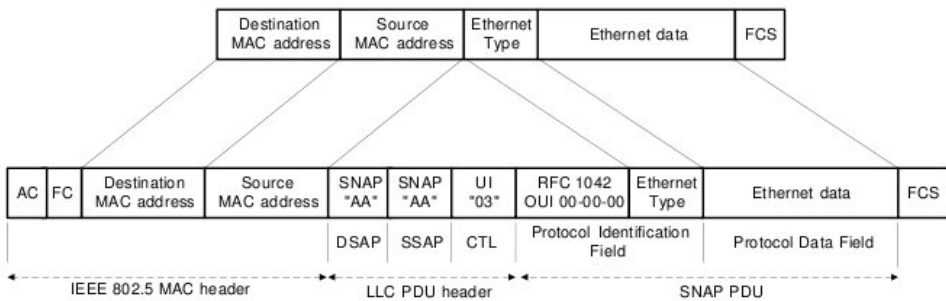 Destination MAC address
Source MAC address
Ethernet Type
Ethernet data
FCS
AC
FC
Destination MAC address
Source MAC address
SNAP "AA"
SNAP "AA"
UI "03"
RFC 1042 OUI 00-00-00
Ethernet Type
Ethernet data
FCS
DSAP
SSAP
CTL
Protocol Identification Field
Protocol Data Field
IEEE 802.5 MAC header
LLC PDU header
SNAP PDU